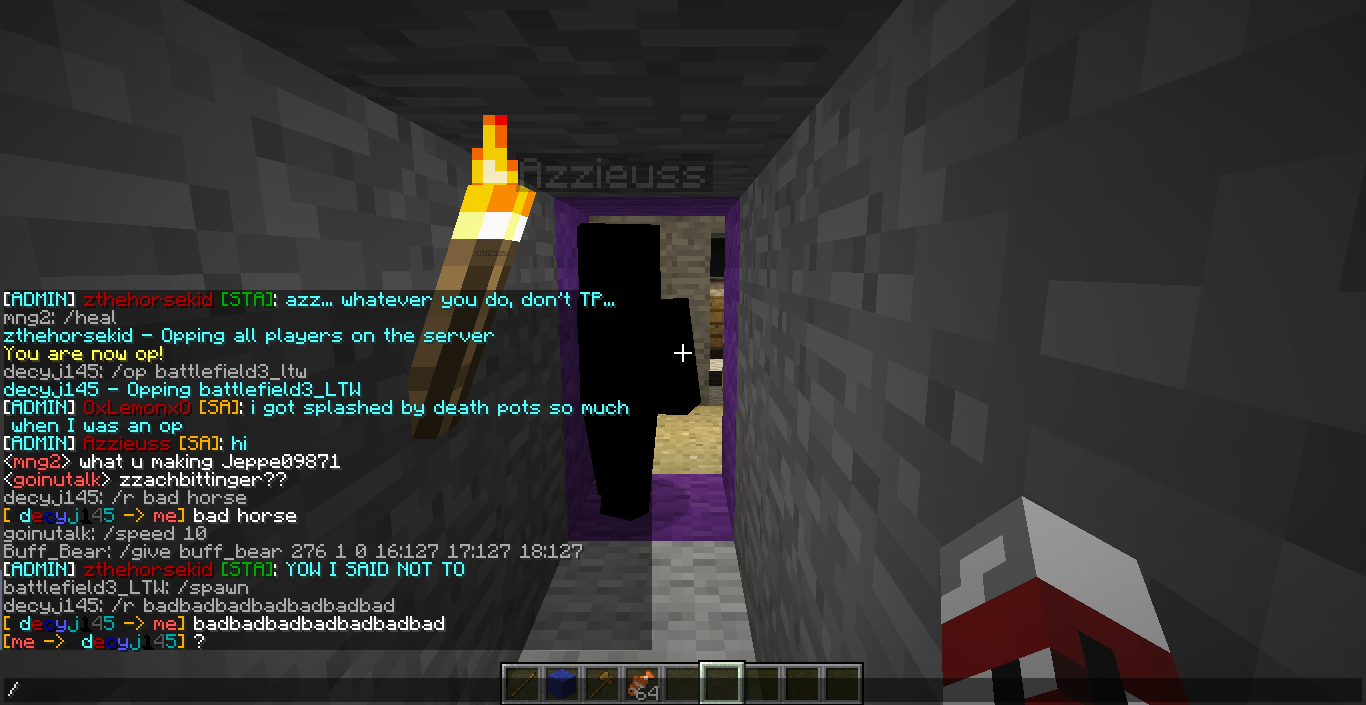 Azzieuss
[ADMIN] zthehorsekid [STA]: azz... whatever you do, don't TP...
mng2: /heal
zthehorsekid - Opping all players on the server
You are now op!
decyj145: /op battlefield3_ltw
decyj145 - Opping battlefield3_LTW
[ADMIN] 0xLemonx0 [SA]: i got splashed by death pots so much
when I was an op
[ADMIN] Azzieuss [SA]: hi
<mng2> what u making Jeppe09871
<goinutalk> zzachbittinger??
decyj145: /r bad horse
[ decyj145 -> me] bad horse
goinutalk: /speed 10
Buff_Bear: /give buff_bear 276 1 0 16:127 17:127 18:127
[ADMIN] zthehorsekid [STA]: YOW I SAID NOT TO
battlefield3_LTW: /spawn
decyj145: /r badbadbadbadbadbadbad
[ decyj145 -> me] badbadbadbadbadbadbad
[me -> decyj145] ?
64
/